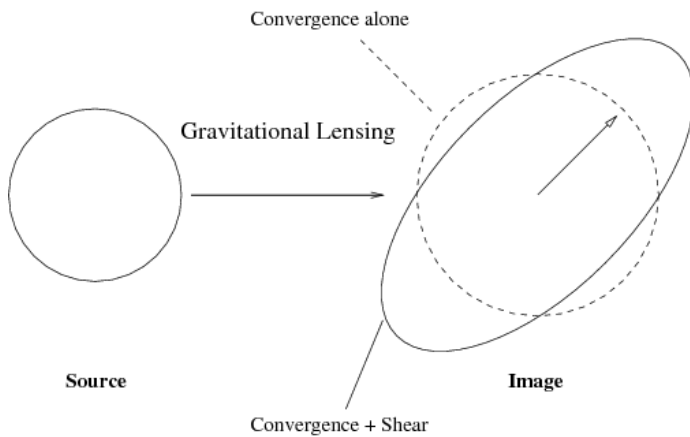 Convergence alone
Gravitational Lensing
Source
Image
Convergence + Shear